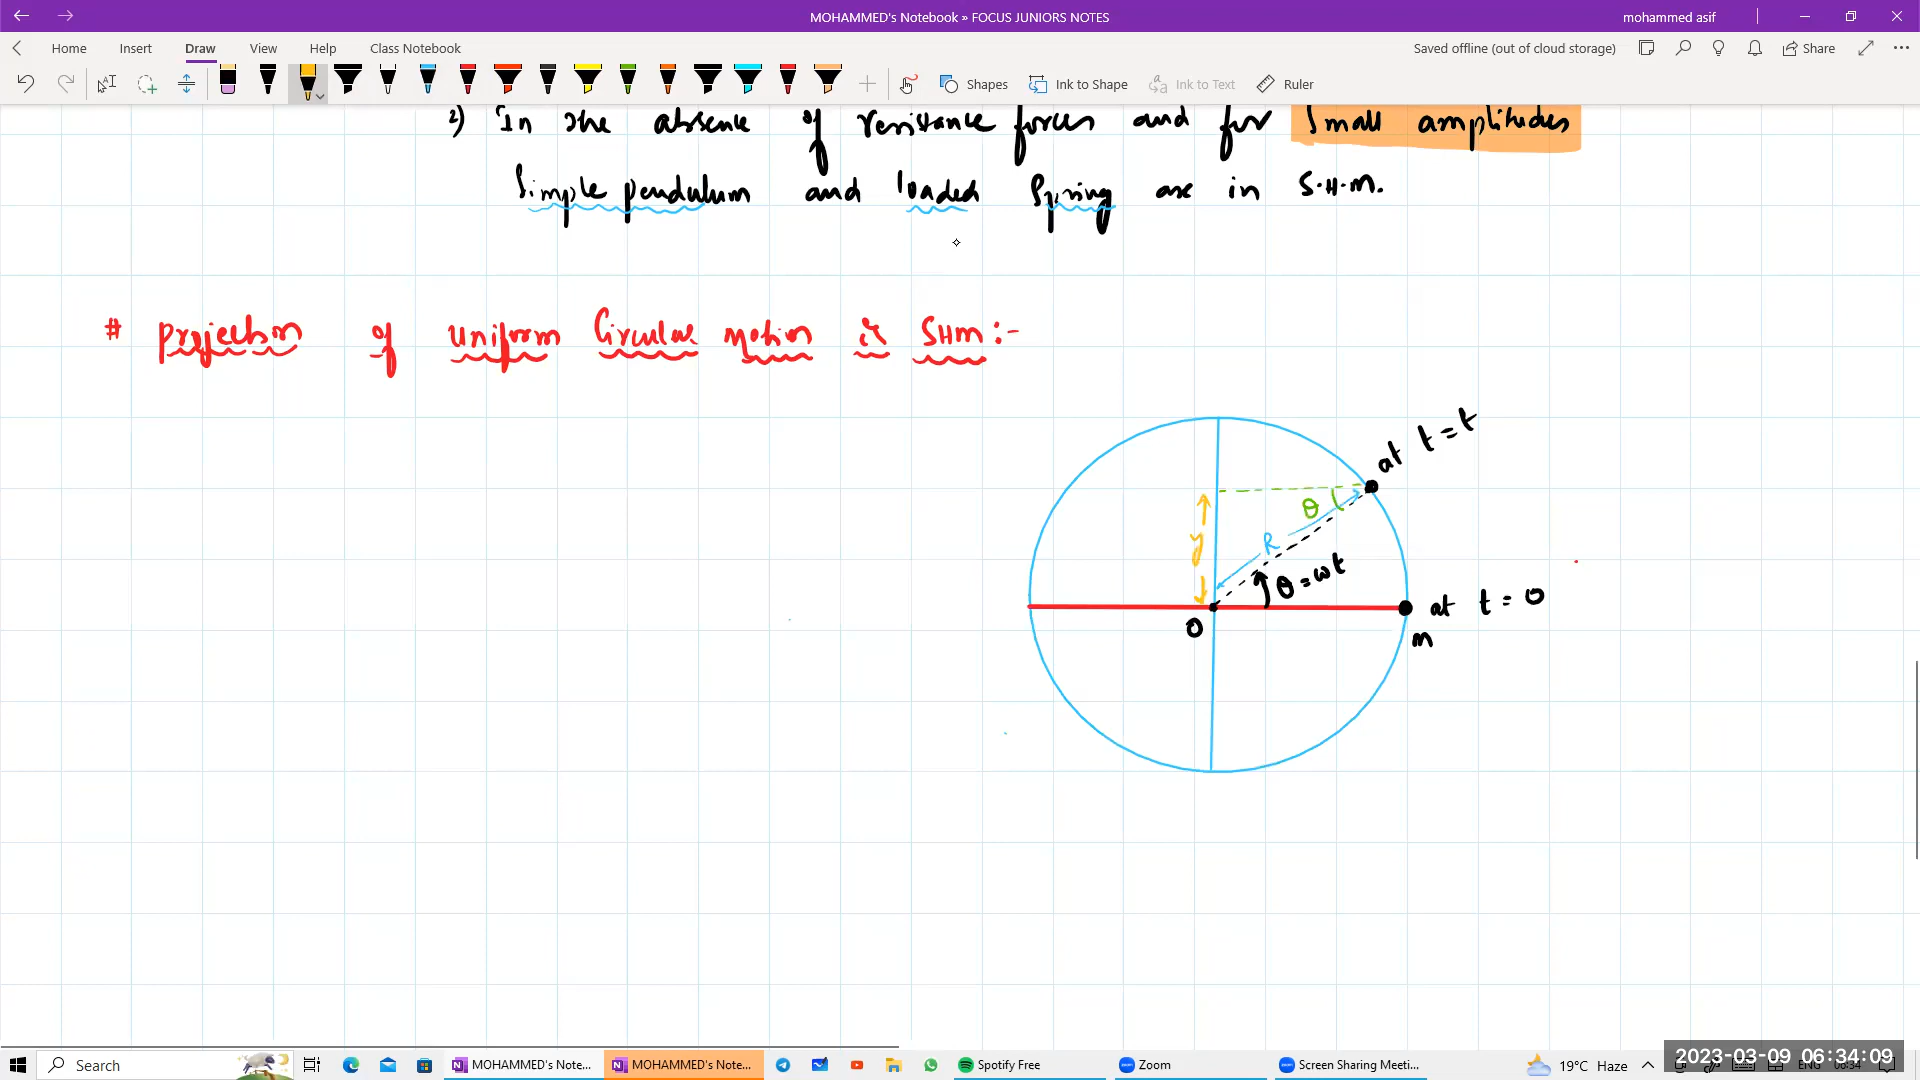 MOHAMMED's Notebook » FOCUS JUNIORS NOTES
mohammed asif
Home Insert Draw View Help Class Notebook
Saved offline (out of cloud storage)
Share
Shapes Ink to Shape Ink to Text Ruler
2) In the absence of resistance forces and for Small amplitudes
Simple pendulum and loaded Spring are in S.H.M.
# Projection of Uniform Circular motion is SHM:-
at t=t
θ
y
R
θ=ωt
at t=0
O
m
Search
MOHAMMED's Note...
MOHAMMED's Note...
Spotify Free
Zoom
Screen Sharing Meeti...
19°C Haze
ENG
2023-03-09 06:34:09